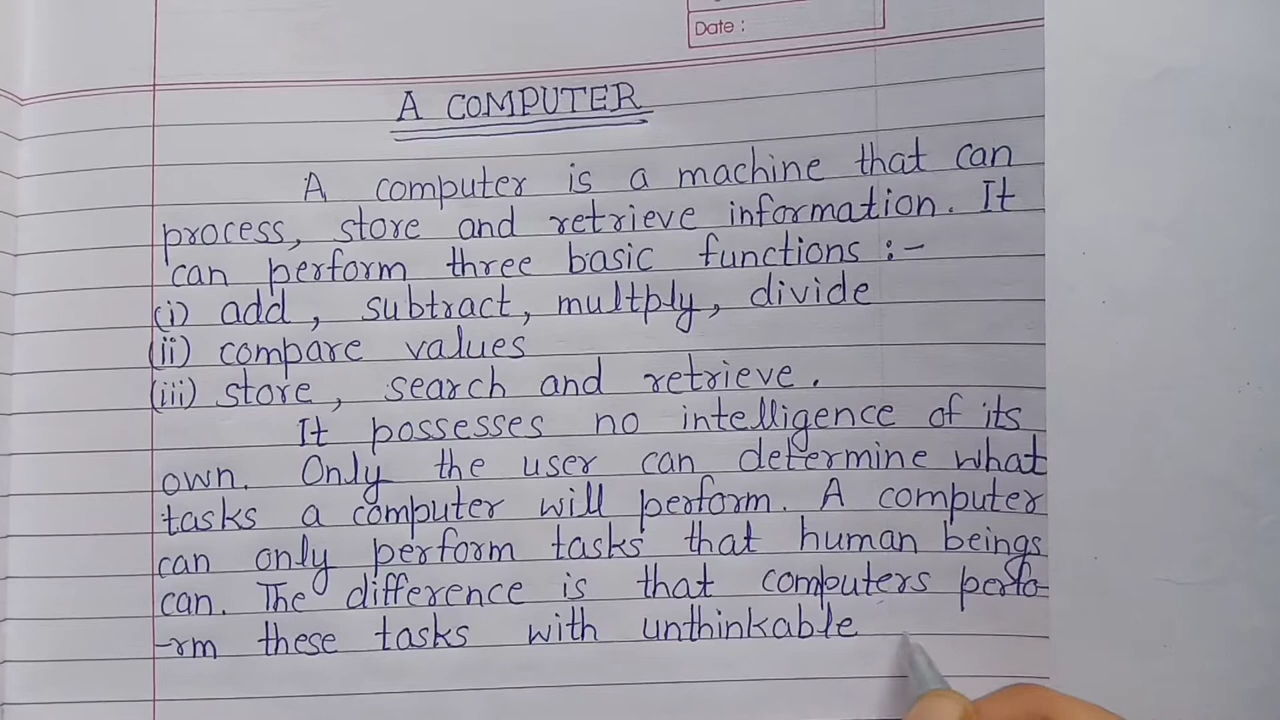 Date :
A COMPUTER
A computer is a machine that can
process, store and retrieve information. It
can perform three basic functions :-
(i) add, subtract, multply, divide
(ii) compare values
(iii) store, search and retrieve.
It possesses no intelligence of its
own. Only the user can determine what
tasks a computer will perform. A computer
can only perform tasks that human beings
can. The difference is that computers perfo-
-rm these tasks with unthinkable